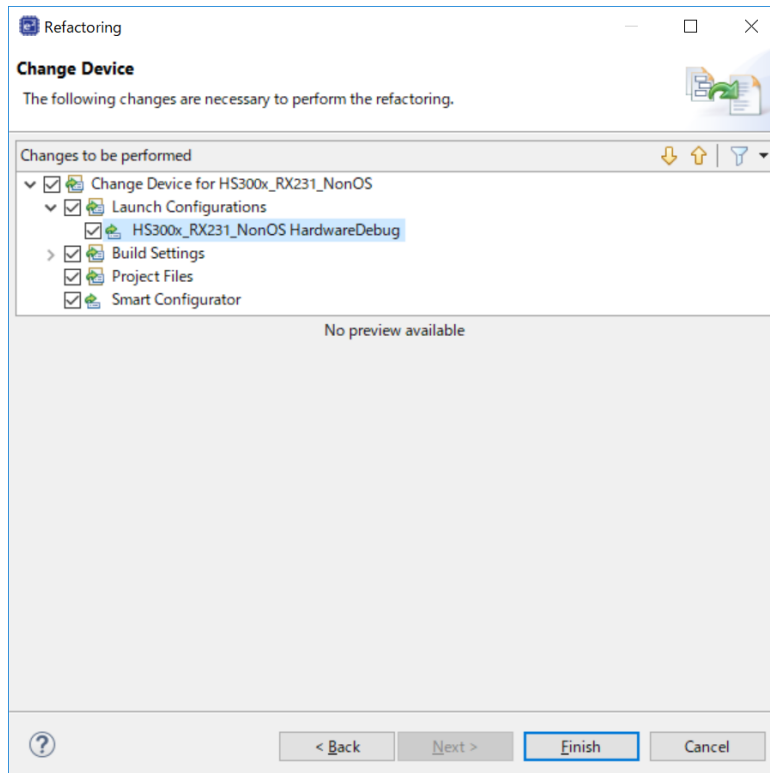 Refactoring
Change Device
The following changes are necessary to perform the refactoring.
Changes to be performed
Change Device for HS300x_RX231_NonOS
Launch Configurations
HS300x_RX231_NonOS HardwareDebug
Build Settings
Project Files
Smart Configurator
No preview available
? < Back Next > Finish Cancel